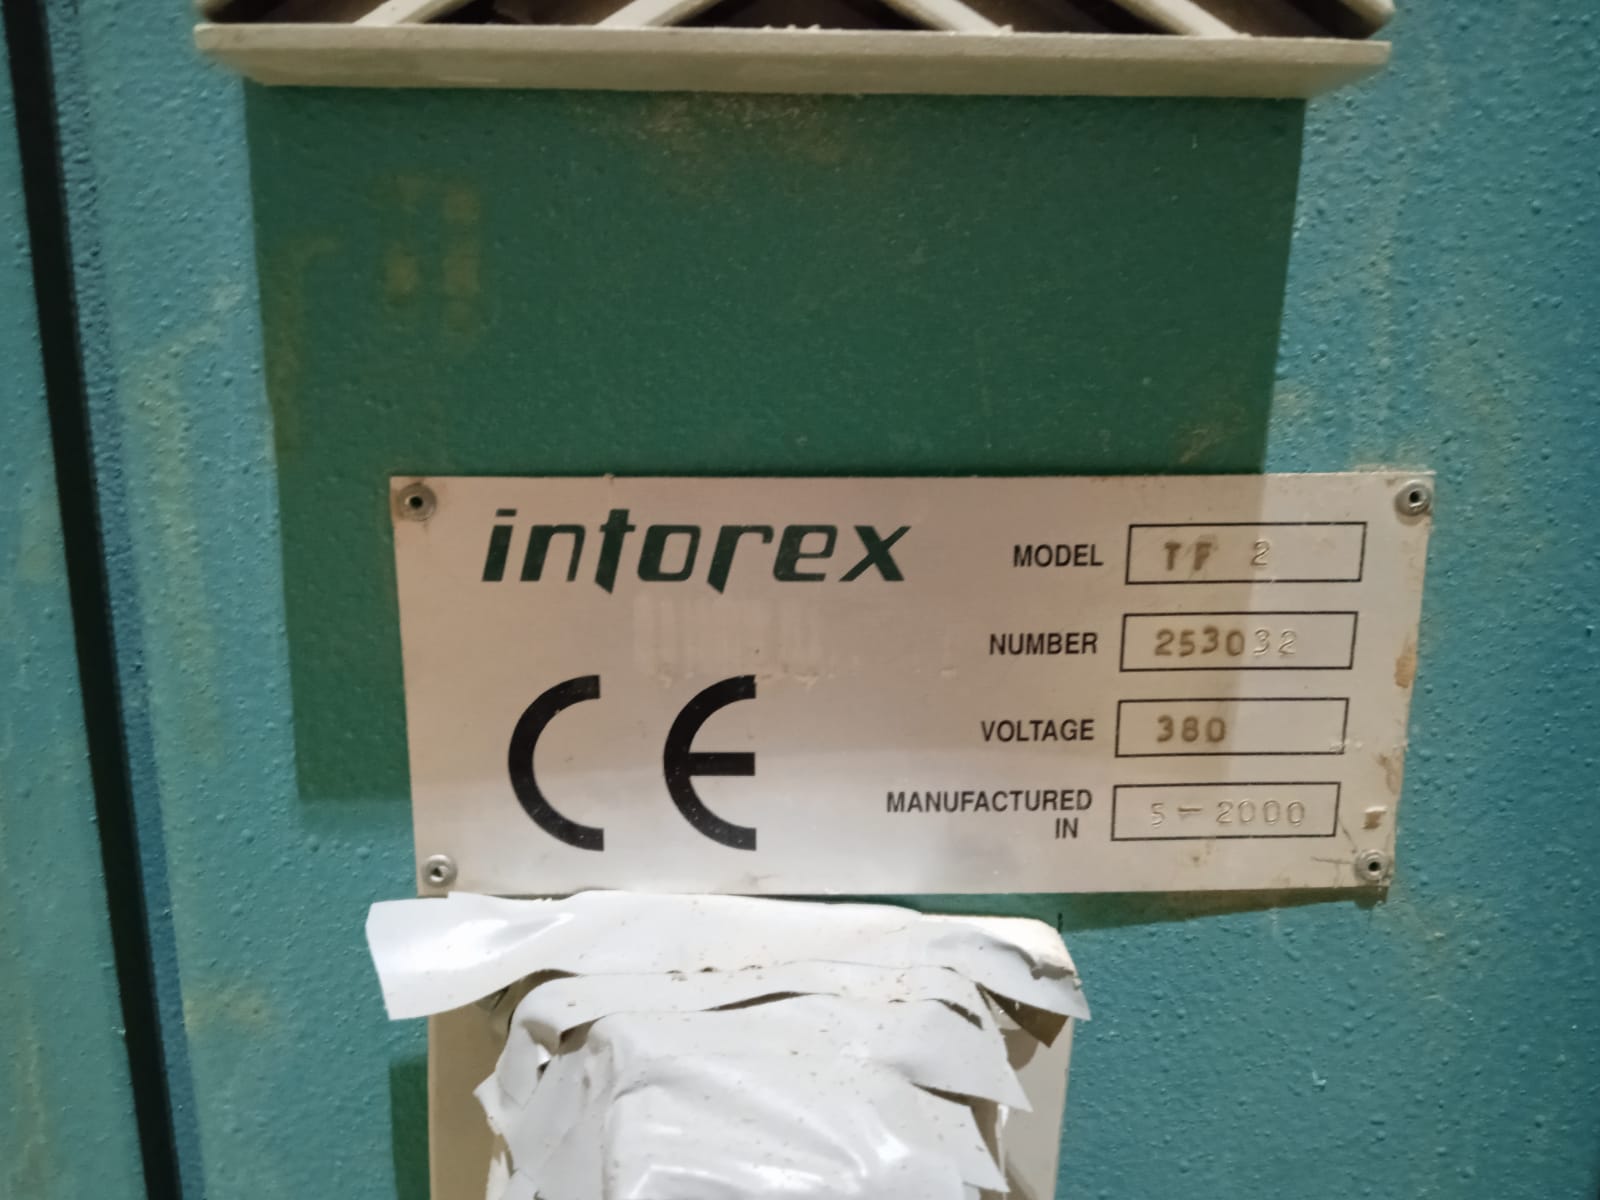 intorex
MODEL TF 2
NUMBER 253032
VOLTAGE 380
MANUFACTURED
IN 5-2000
CE